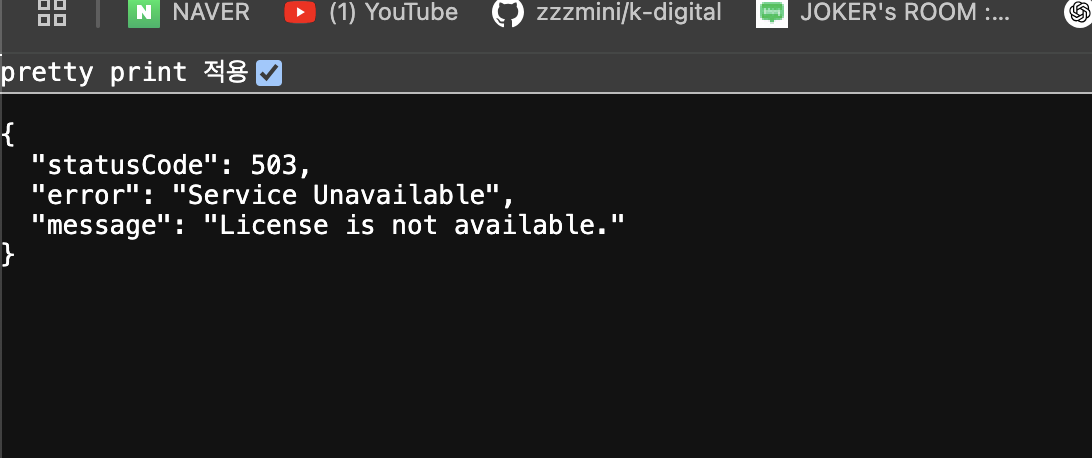 NAVER (1) YouTube zzzmini/k-digital JOKER's ROOM :...
pretty print 적용
{
"statusCode": 503,
"error": "Service Unavailable",
"message": "License is not available."
}